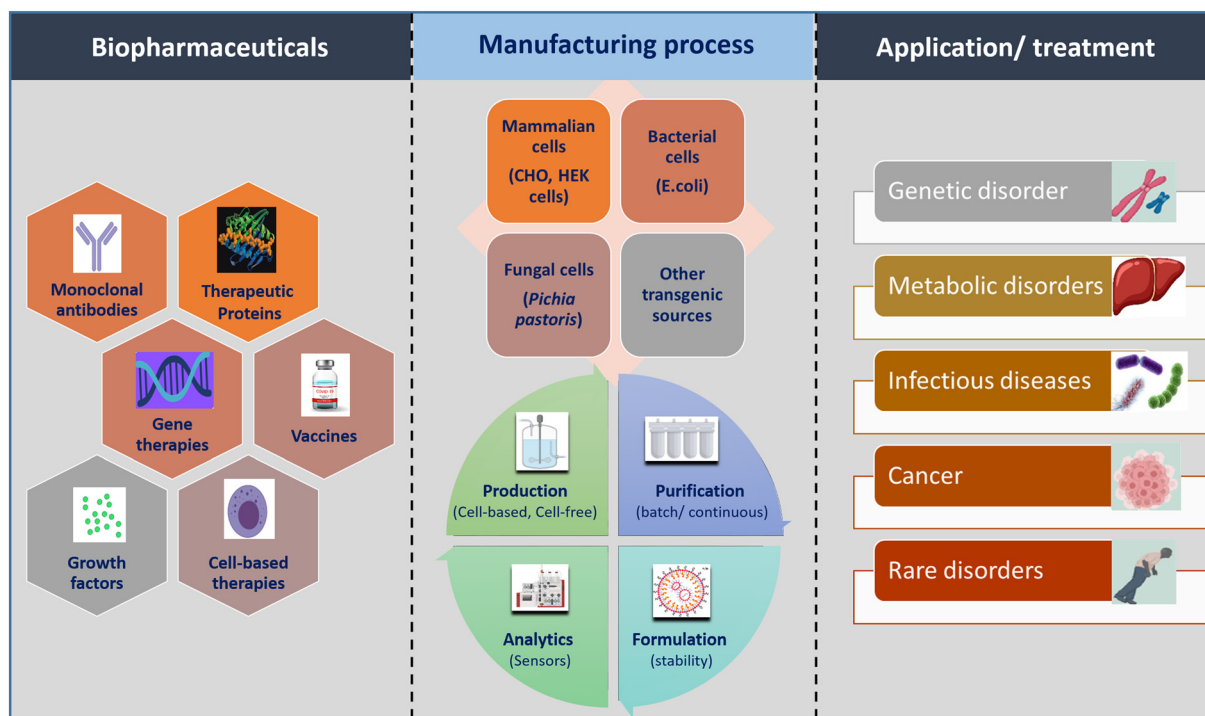 Biopharmaceuticals
Manufacturing process
Application/ treatment
Monoclonal
antibodies
Therapeutic
Proteins
Gene
therapies
Vaccines
Growth
factors
Cell-based
therapies
Mammalian
cells
(CHO, HEK
cells)
Bacterial
cells
(E.coli)
Fungal cells
(Pichia
pastoris)
Other
transgenic
sources
Production
(Cell-based, Cell-free)
Purification
(batch/ continuous)
Analytics
(Sensors)
Formulation
(stability)
Genetic disorder
Metabolic disorders
Infectious diseases
Cancer
Rare disorders